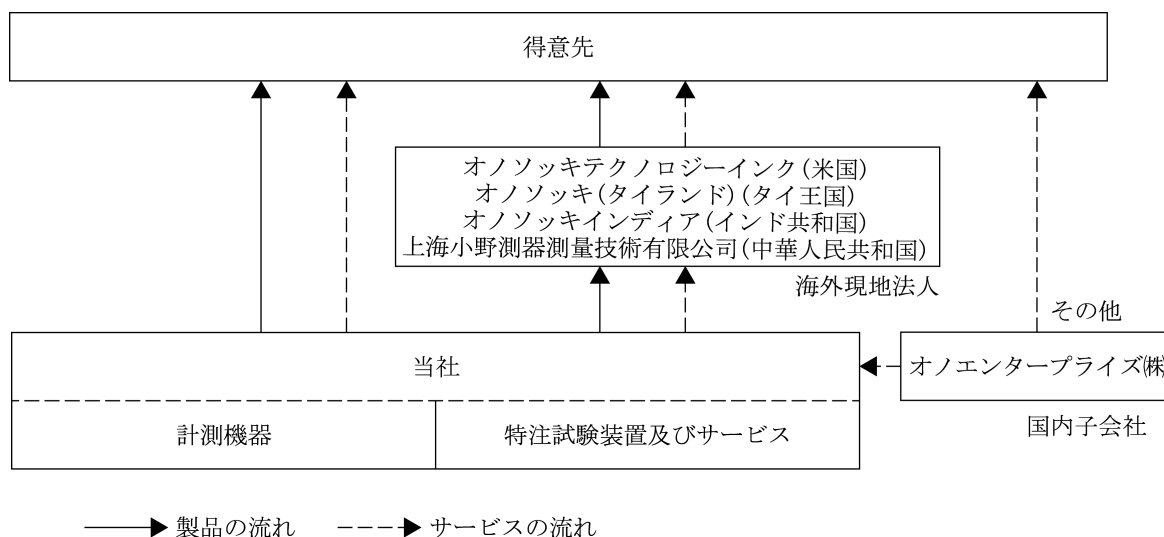 得意先
オノソッキテクノロジーインク(米国)
オノソッキ(タイランド)(タイ王国)
オノソッキインディア(インド共和国)
上海小野測器測量技術有限公司(中華人民共和国)
海外現地法人
その他
当社
オノエンタープライズ㈱
計測機器
特注試験装置及びサービス
国内子会社
製品の流れ
サービスの流れ